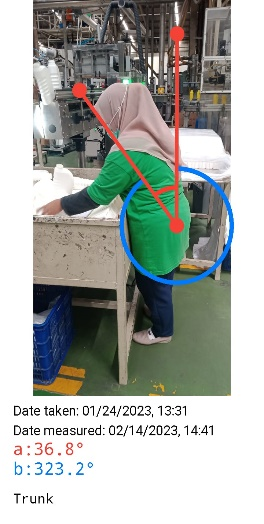 Date taken: 01/24/2023, 13:31
Date measured: 02/14/2023, 14:41
a:36.8°
b:323.2°
Trunk